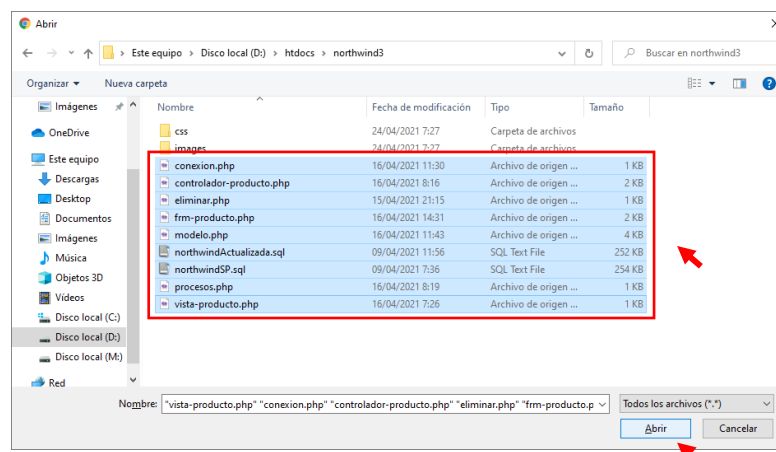 Abrir
Este equipo > Disco local (D:) > htdocs > northwind3
Buscar en northwind3
Organizar
Nueva carpeta
Imágenes
OneDrive
Este equipo
Descargas
Desktop
Documentos
Imágenes
Música
Objetos 3D
Vídeos
Disco local (C:)
Disco local (D:)
Disco local (M:)
Red
Nombre Fecha de modificación Tipo Tamaño
css 24/04/2021 7:27 Carpeta de archivos
images 24/04/2021 7:27 Carpeta de archivos
conexion.php 16/04/2021 11:30 Archivo de origen ... 1 KB
controlador-producto.php 16/04/2021 8:16 Archivo de origen ... 2 KB
eliminar.php 15/04/2021 21:15 Archivo de origen ... 1 KB
frm-producto.php 16/04/2021 14:31 Archivo de origen ... 2 KB
modelo.php 16/04/2021 11:43 Archivo de origen ... 4 KB
northwindActualizada.sql 09/04/2021 11:56 SQL Text File 252 KB
northwindSP.sql 09/04/2021 7:36 SQL Text File 254 KB
procesos.php 16/04/2021 8:19 Archivo de origen ... 1 KB
vista-producto.php 16/04/2021 7:26 Archivo de origen ... 1 KB
Nombre: "vista-producto.php" "conexion.php" "controlador-producto.php" "eliminar.php" "frm-producto.p
Todos los archivos (*.*)
Abrir
Cancelar